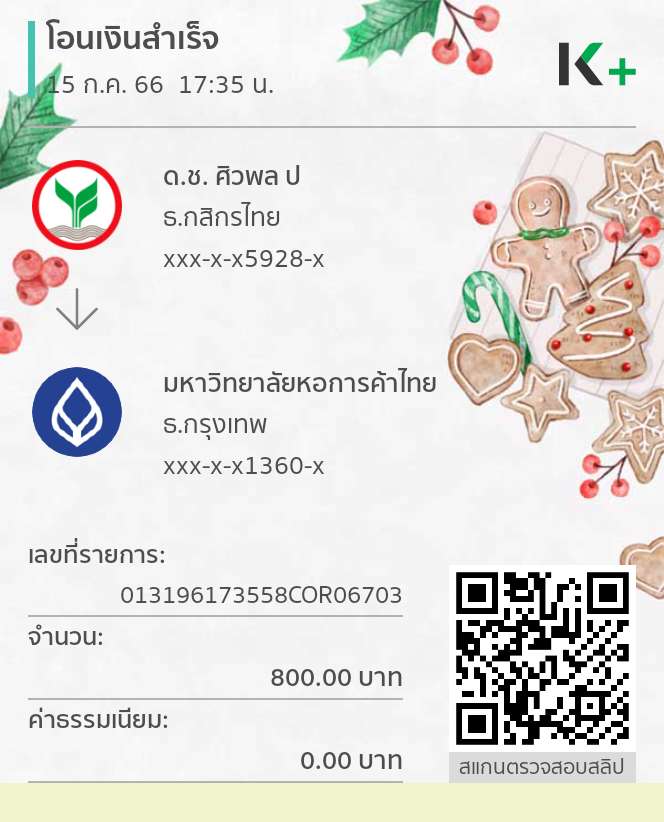 โอนเงินสำเร็จ
15 ก.ค. 66  17:35 น.
K+
ด.ช. ศิวพล ป
ธ.กสิกรไทย
xxx-x-x5928-x
มหาวิทยาลัยหอการค้าไทย
ธ.กรุงเทพ
xxx-x-x1360-x
เลขที่รายการ:
013196173558COR06703
จำนวน:
800.00 บาท
ค่าธรรมเนียม:
0.00 บาท
สแกนตรวจสอบสลิป